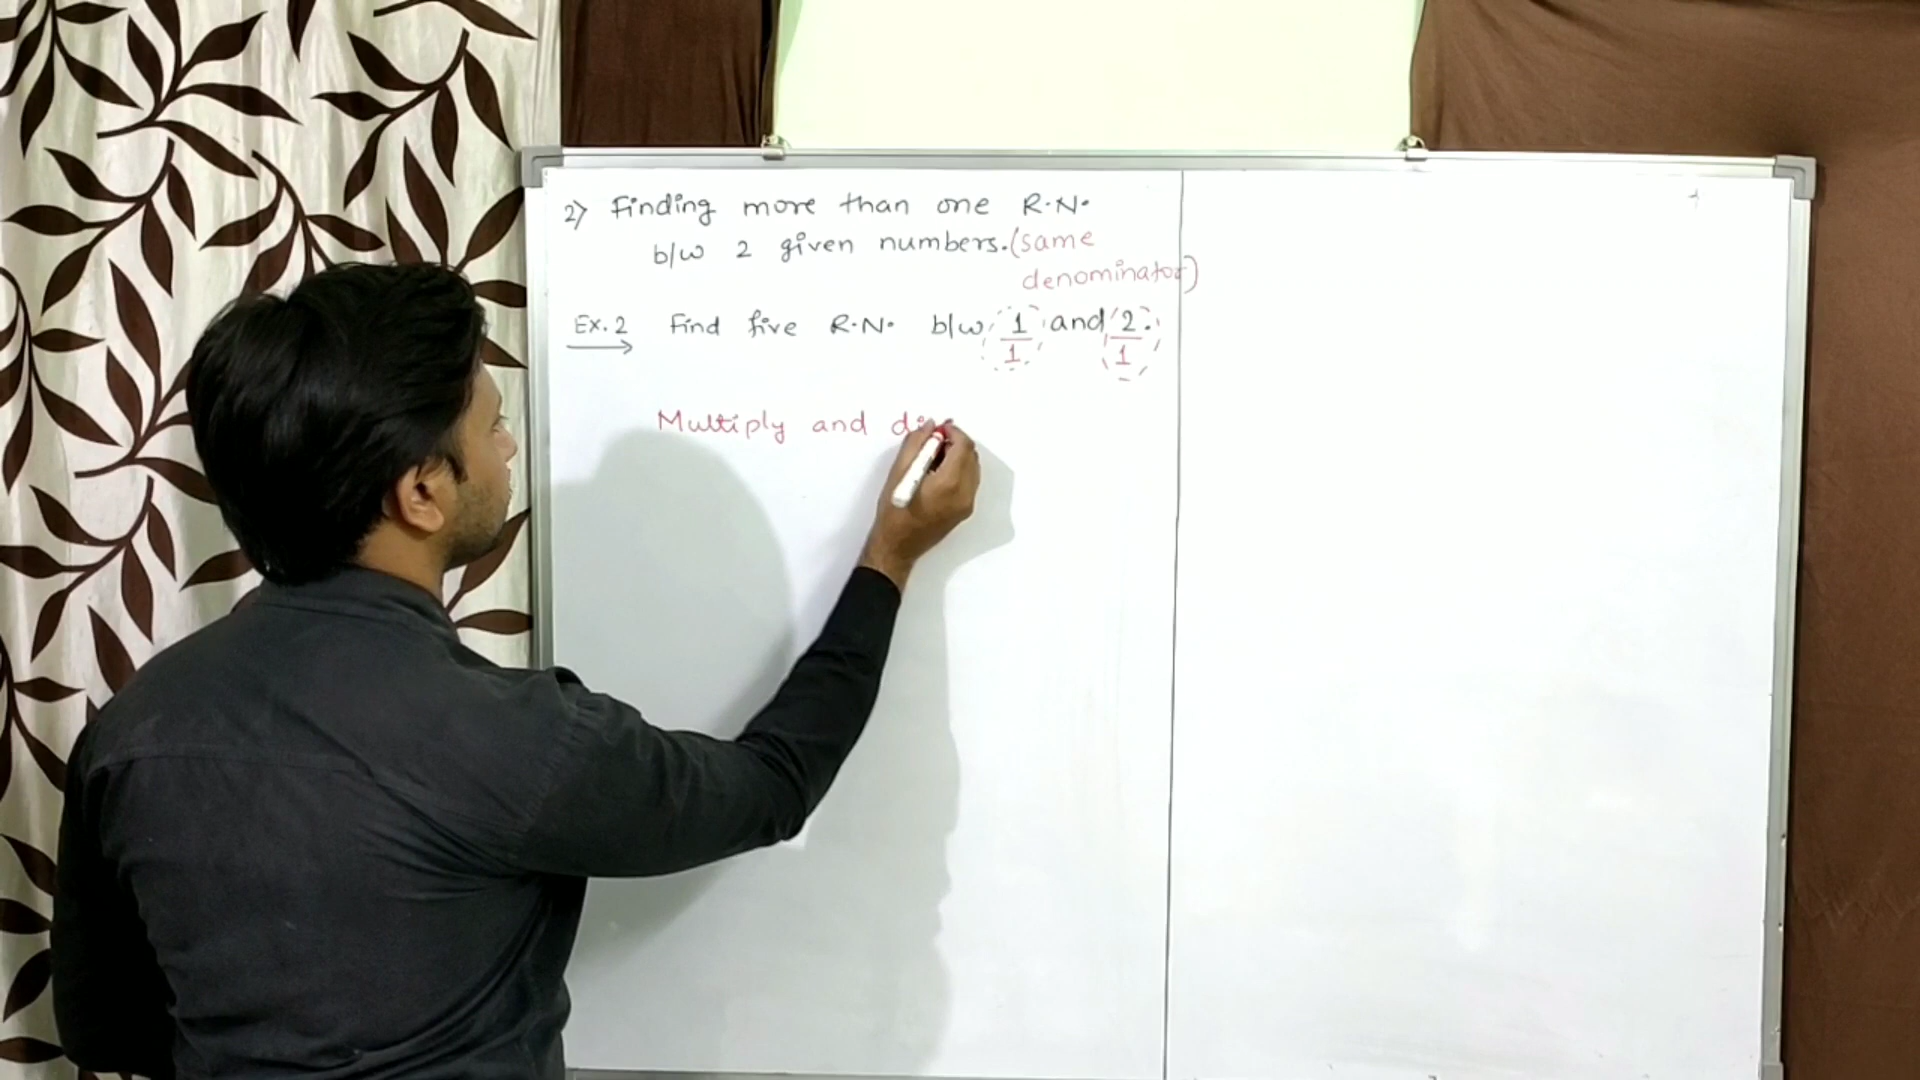 2) Finding more than one R.N.
b/w 2 given numbers. (same
denominator)
Ex. 2 Find five R.N. b/w 1/1 and 2/1.
Multiply and